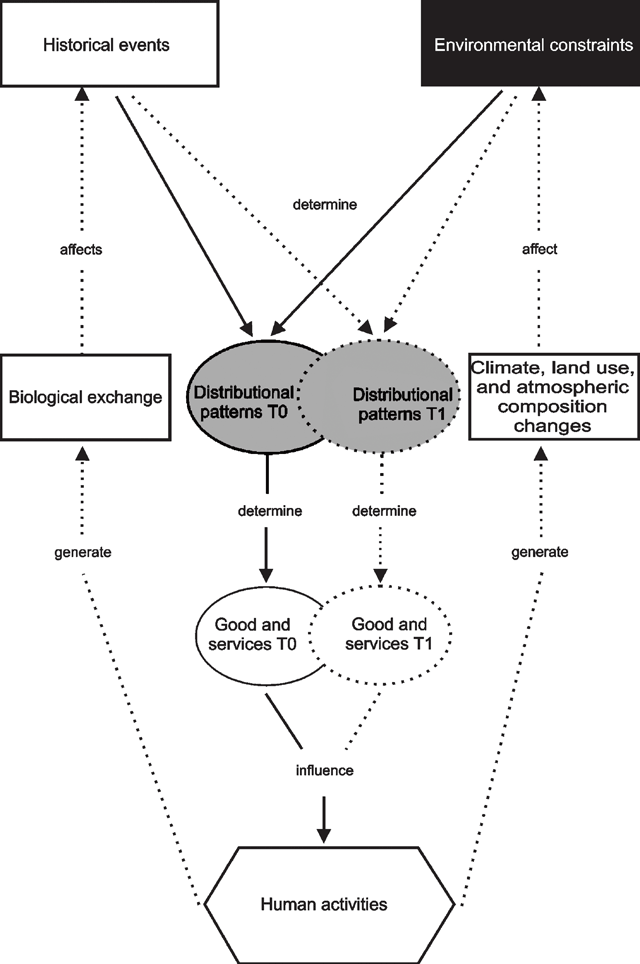 Historical events
Environmental constraints
determine
affects
affect
Biological exchange
Distributional
patterns T0
Distributional
patterns T1
Climate, land use,
and atmospheric
composition
changes
determine
determine
generate
generate
Good and
services T0
Good and
services T1
influence
Human activities